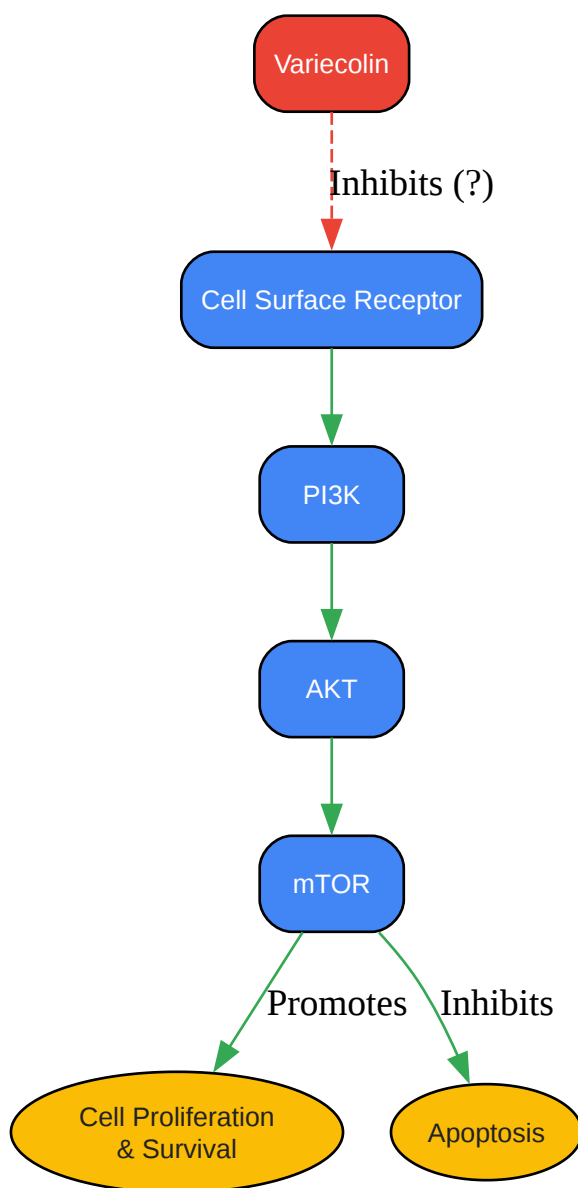 Variecolin
Inhibits (?)
Cell Surface Receptor
PI3K
AKT
mTOR
Promotes
Inhibits
Cell Proliferation
& Survival
Apoptosis